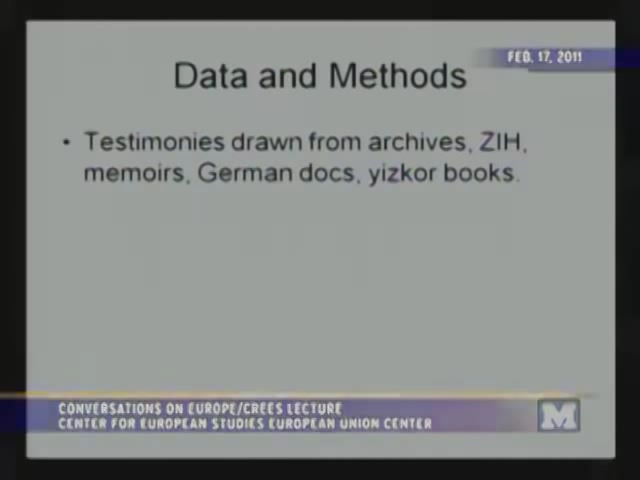 FEB. 17, 2011
Data and Methods
• Testimonies drawn from archives, ZIH,
memoirs, German docs, yizkor books.
CONVERSATIONS ON EUROPE/CREES LECTURE
CENTER FOR EUROPEAN STUDIES EUROPEAN UNION CENTER
M